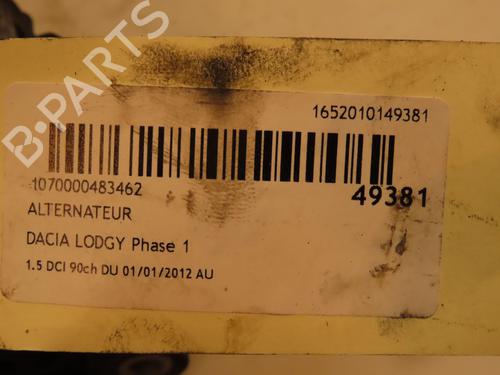 B-PARTS
1652010149381
1070000483462
49381
ALTERNATEUR
DACIA LODGY Phase 1
1.5 DCI 90ch DU 01/01/2012 AU